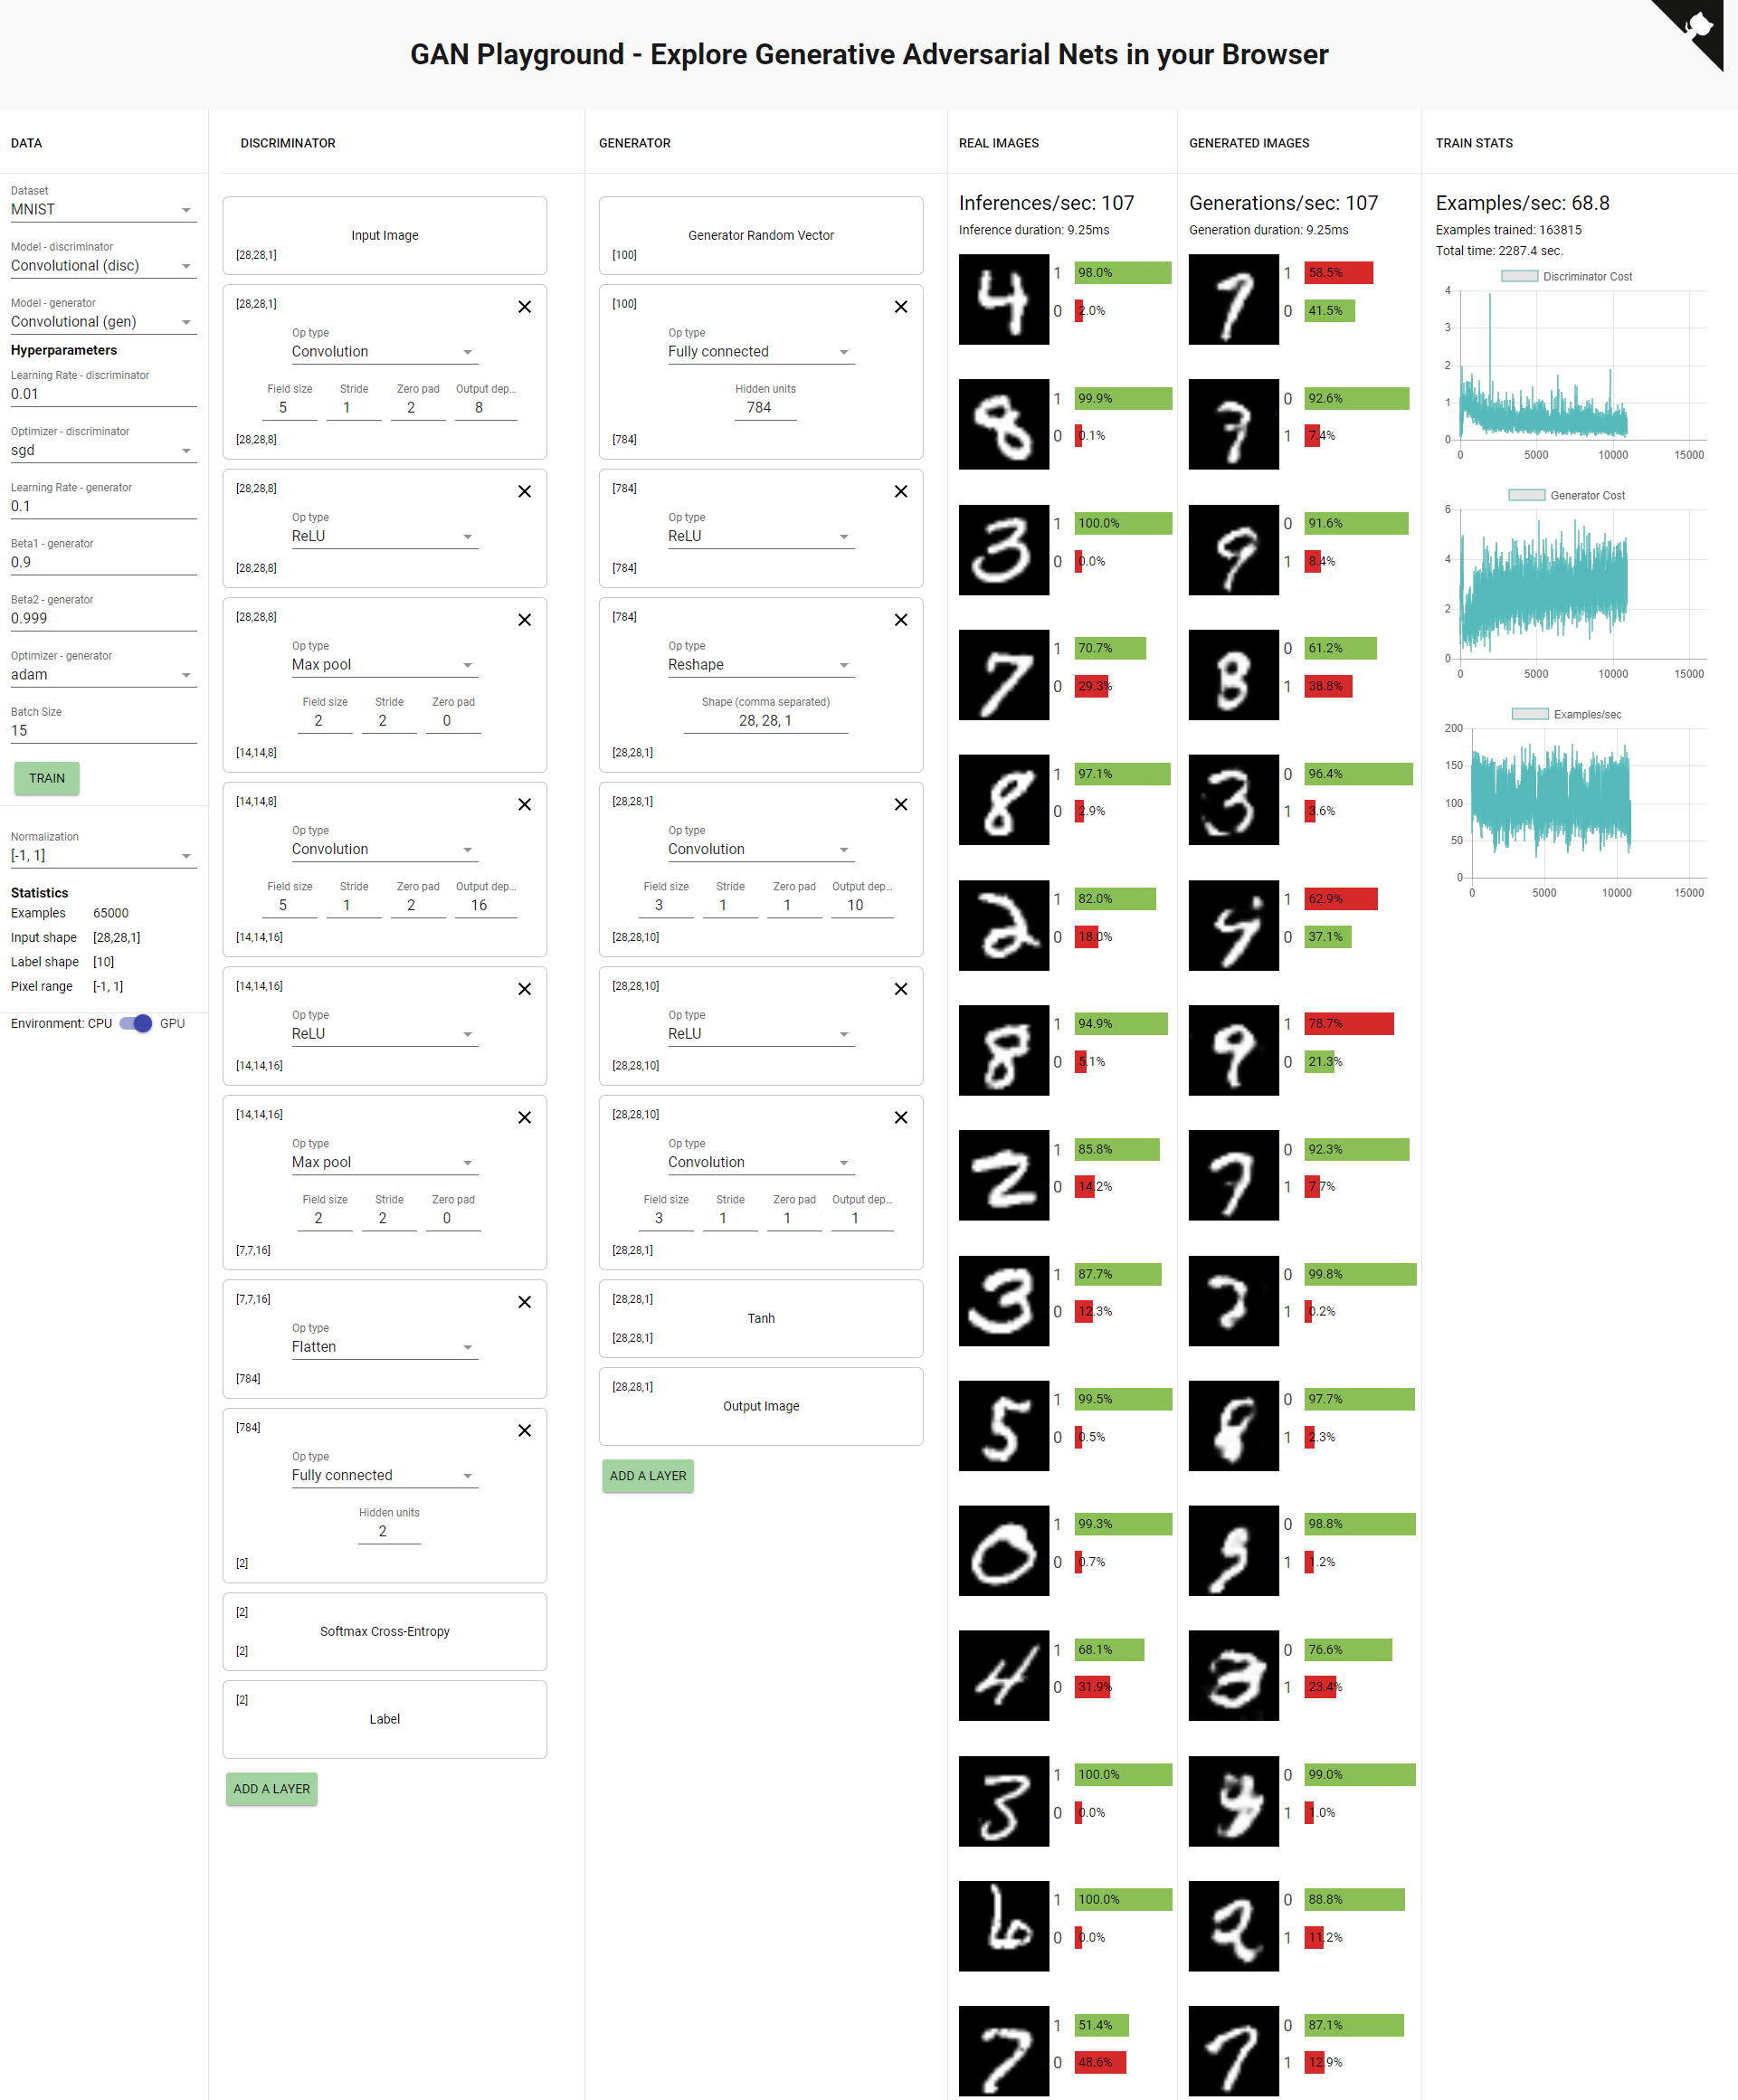 GAN Playground - Explore Generative Adversarial Nets in your Browser
DATA
Dataset
MNIST
Model - discriminator
Convolutional (disc)
Model - generator
Convolutional (gen)
Hyperparameters
Learning Rate - discriminator
0.01
Optimizer - discriminator
sgd
Learning Rate - generator
0.1
Beta1 - generator
0.9
Beta2 - generator
0.999
Optimizer - generator
adam
Batch Size
15
TRAIN
Normalization
[-1, 1]
Statistics
Examples 65000
Input shape [28,28,1]
Label shape [10]
Pixel range [-1, 1]
Environment: CPU GPU
DISCRIMINATOR
Input Image
[28,28,1]
[28,28,1]
Op type
Convolution
Field size Stride Zero pad Output dep...
5 1 2 8
[28,28,8]
[28,28,8]
Op type
ReLU
[28,28,8]
[28,28,8]
Op type
Max pool
Field size Stride Zero pad
2 2 0
[14,14,8]
[14,14,8]
Op type
Convolution
Field size Stride Zero pad Output dep...
5 1 2 16
[14,14,16]
[14,14,16]
Op type
ReLU
[14,14,16]
[14,14,16]
Op type
Max pool
Field size Stride Zero pad
2 2 0
[7,7,16]
[7,7,16]
Op type
Flatten
[784]
[784]
Op type
Fully connected
Hidden units
2
[2]
[2]
Softmax Cross-Entropy
[2]
[2]
Label
ADD A LAYER
GENERATOR
Generator Random Vector
[100]
[100]
Op type
Fully connected
Hidden units
784
[784]
[784]
Op type
ReLU
[784]
[784]
Op type
Reshape
Shape (comma separated)
28, 28, 1
[28,28,1]
[28,28,1]
Op type
Convolution
Field size Stride Zero pad Output dep...
3 1 1 10
[28,28,10]
[28,28,10]
Op type
ReLU
[28,28,10]
[28,28,10]
Op type
Convolution
Field size Stride Zero pad Output dep...
3 1 1 1
[28,28,1]
[28,28,1]
Tanh
[28,28,1]
[28,28,1]
Output Image
ADD A LAYER
REAL IMAGES
Inferences/sec: 107
Inference duration: 9.25ms
4 1 98.0%
0 2.0%
8 1 99.9%
0 0.1%
3 1 100.0%
0 0.0%
7 1 70.7%
0 29.3%
8 1 97.1%
0 2.9%
2 1 82.0%
0 18.0%
8 1 94.9%
0 5.1%
2 1 85.8%
0 14.2%
3 1 87.7%
0 12.3%
5 1 99.5%
0 0.5%
0 1 99.3%
0 0.7%
4 1 68.1%
0 31.9%
3 1 100.0%
0 0.0%
6 1 100.0%
0 0.0%
7 1 51.4%
0 48.6%
GENERATED IMAGES
Generations/sec: 107
Generation duration: 9.25ms
7 1 58.5%
0 41.5%
7 0 92.6%
1 7.4%
9 0 91.6%
1 8.4%
8 0 61.2%
1 38.8%
3 0 96.4%
1 3.6%
1 62.9%
0 37.1%
9 1 78.7%
0 21.3%
7 0 92.3%
1 7.7%
0 99.8%
1 0.2%
0 97.7%
1 2.3%
0 98.8%
1 1.2%
0 76.6%
1 23.4%
0 99.0%
1 1.0%
2 0 88.8%
1 11.2%
7 0 87.1%
1 12.9%
TRAIN STATS
Examples/sec: 68.8
Examples trained: 163815
Total time: 2287.4 sec.
Discriminator Cost
4
3
2
1
0
0 5000 10000 15000
Generator Cost
6
4
2
0
0 5000 10000 15000
Examples/sec
200
150
100
50
0
0 5000 10000 15000